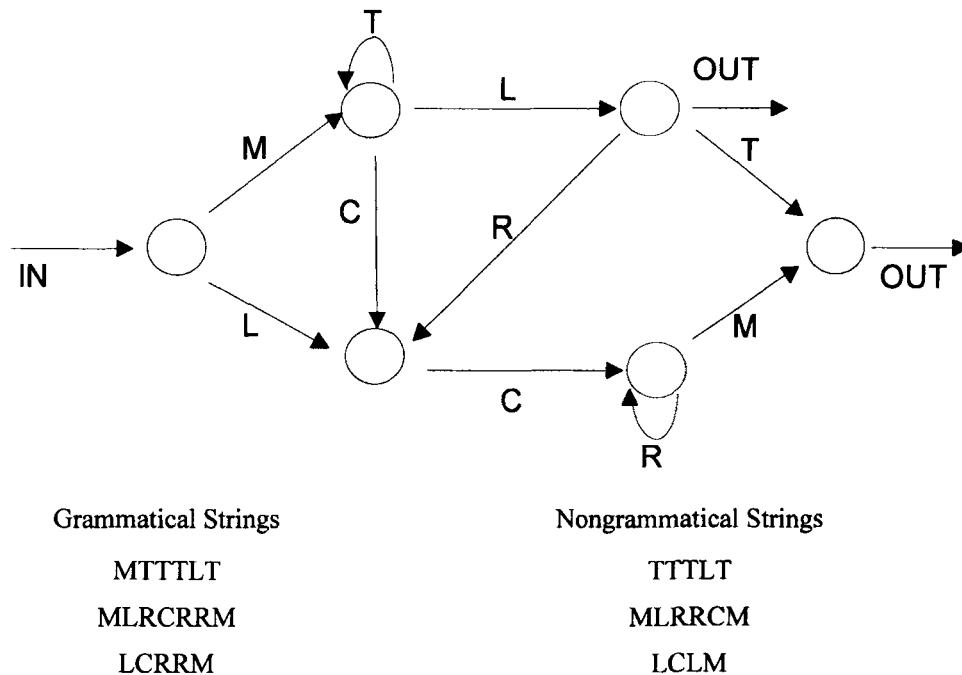 T
L
OUT
M
T
C
R
IN
OUT
L
M
C
R
Grammatical Strings
Nongrammatical Strings
MTTTLT
TTTLT
MLRCRRM
MLRRCM
LCRRM
LCLM